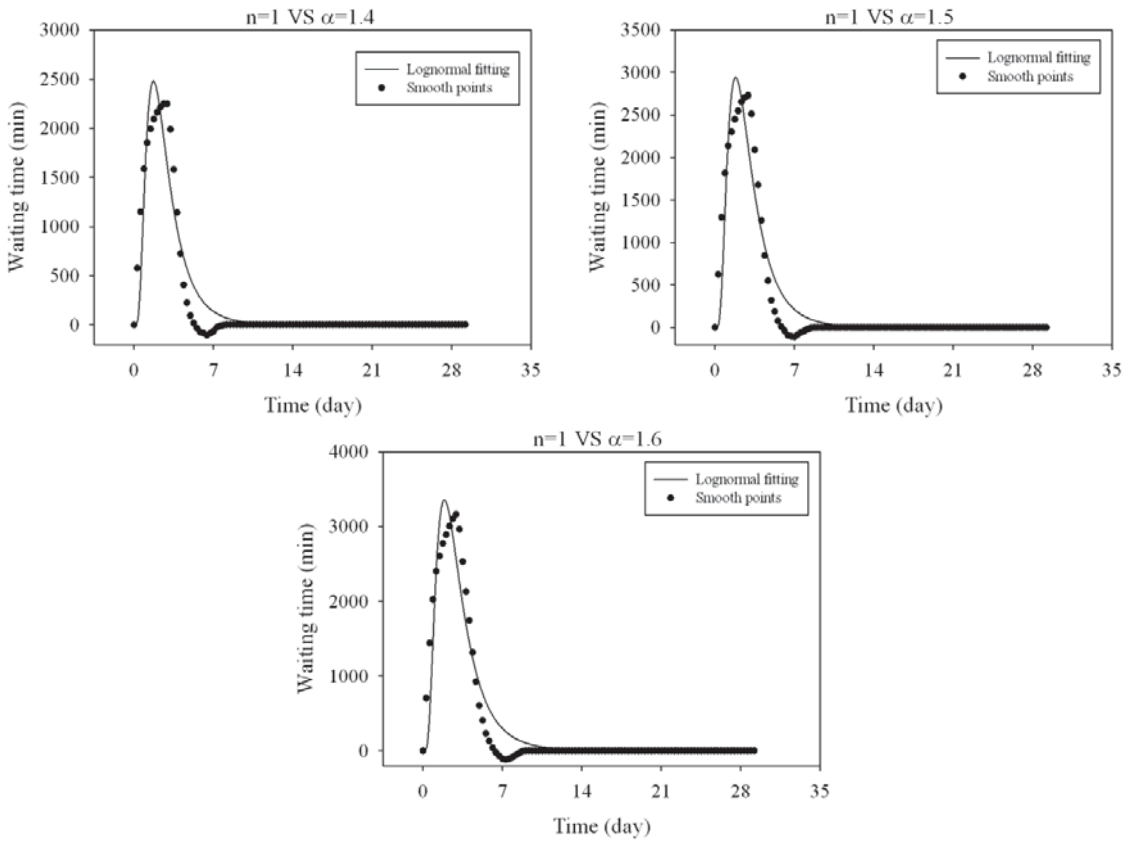 n=1 VS α=1.4
3000
2500
2000
1500
1000
500
0
Waiting time (min)
Lognormal fitting
Smooth points
0 7 14 21 28 35
Time (day)
n=1 VS α=1.5
3500
3000
2500
2000
1500
1000
500
0
Waiting time (min)
Lognormal fitting
Smooth points
0 7 14 21 28 35
Time (day)
n=1 VS α=1.6
4000
3000
2000
1000
0
Waiting time (min)
Lognormal fitting
Smooth points
0 7 14 21 28 35
Time (day)